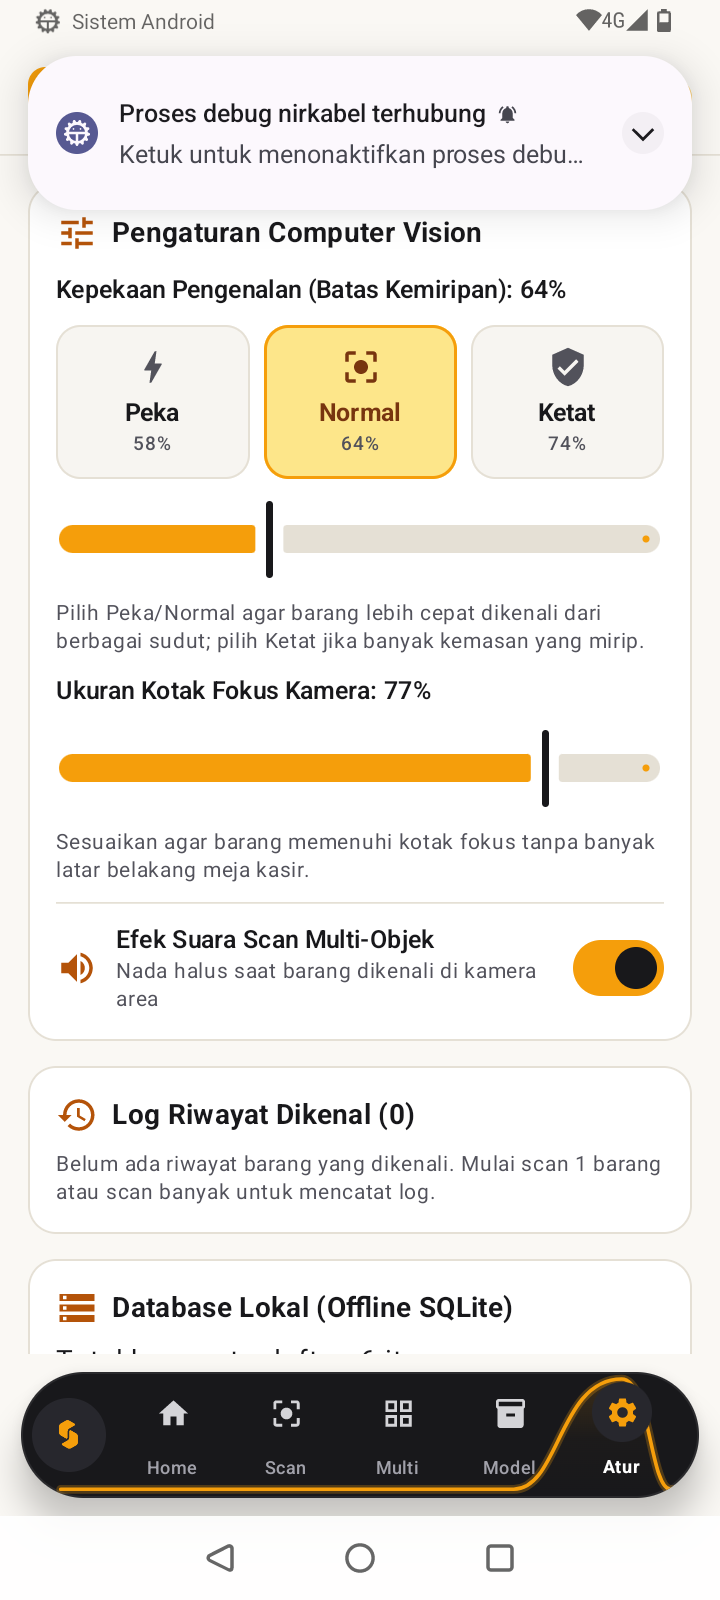 Sistem Android
4G
Proses debug nirkabel terhubung
Ketuk untuk menonaktifkan proses debu...
Pengaturan Computer Vision
Kepekaan Pengenalan (Batas Kemiripan): 64%
Peka
58%
Normal
64%
Ketat
74%
Pilih Peka/Normal agar barang lebih cepat dikenali dari
berbagai sudut; pilih Ketat jika banyak kemasan yang mirip.
Ukuran Kotak Fokus Kamera: 77%
Sesuaikan agar barang memenuhi kotak fokus tanpa banyak
latar belakang meja kasir.
Efek Suara Scan Multi-Objek
Nada halus saat barang dikenali di kamera
area
Log Riwayat Dikenal (0)
Belum ada riwayat barang yang dikenali. Mulai scan 1 barang
atau scan banyak untuk mencatat log.
Database Lokal (Offline SQLite)
Home
Scan
Multi
Model
Atur